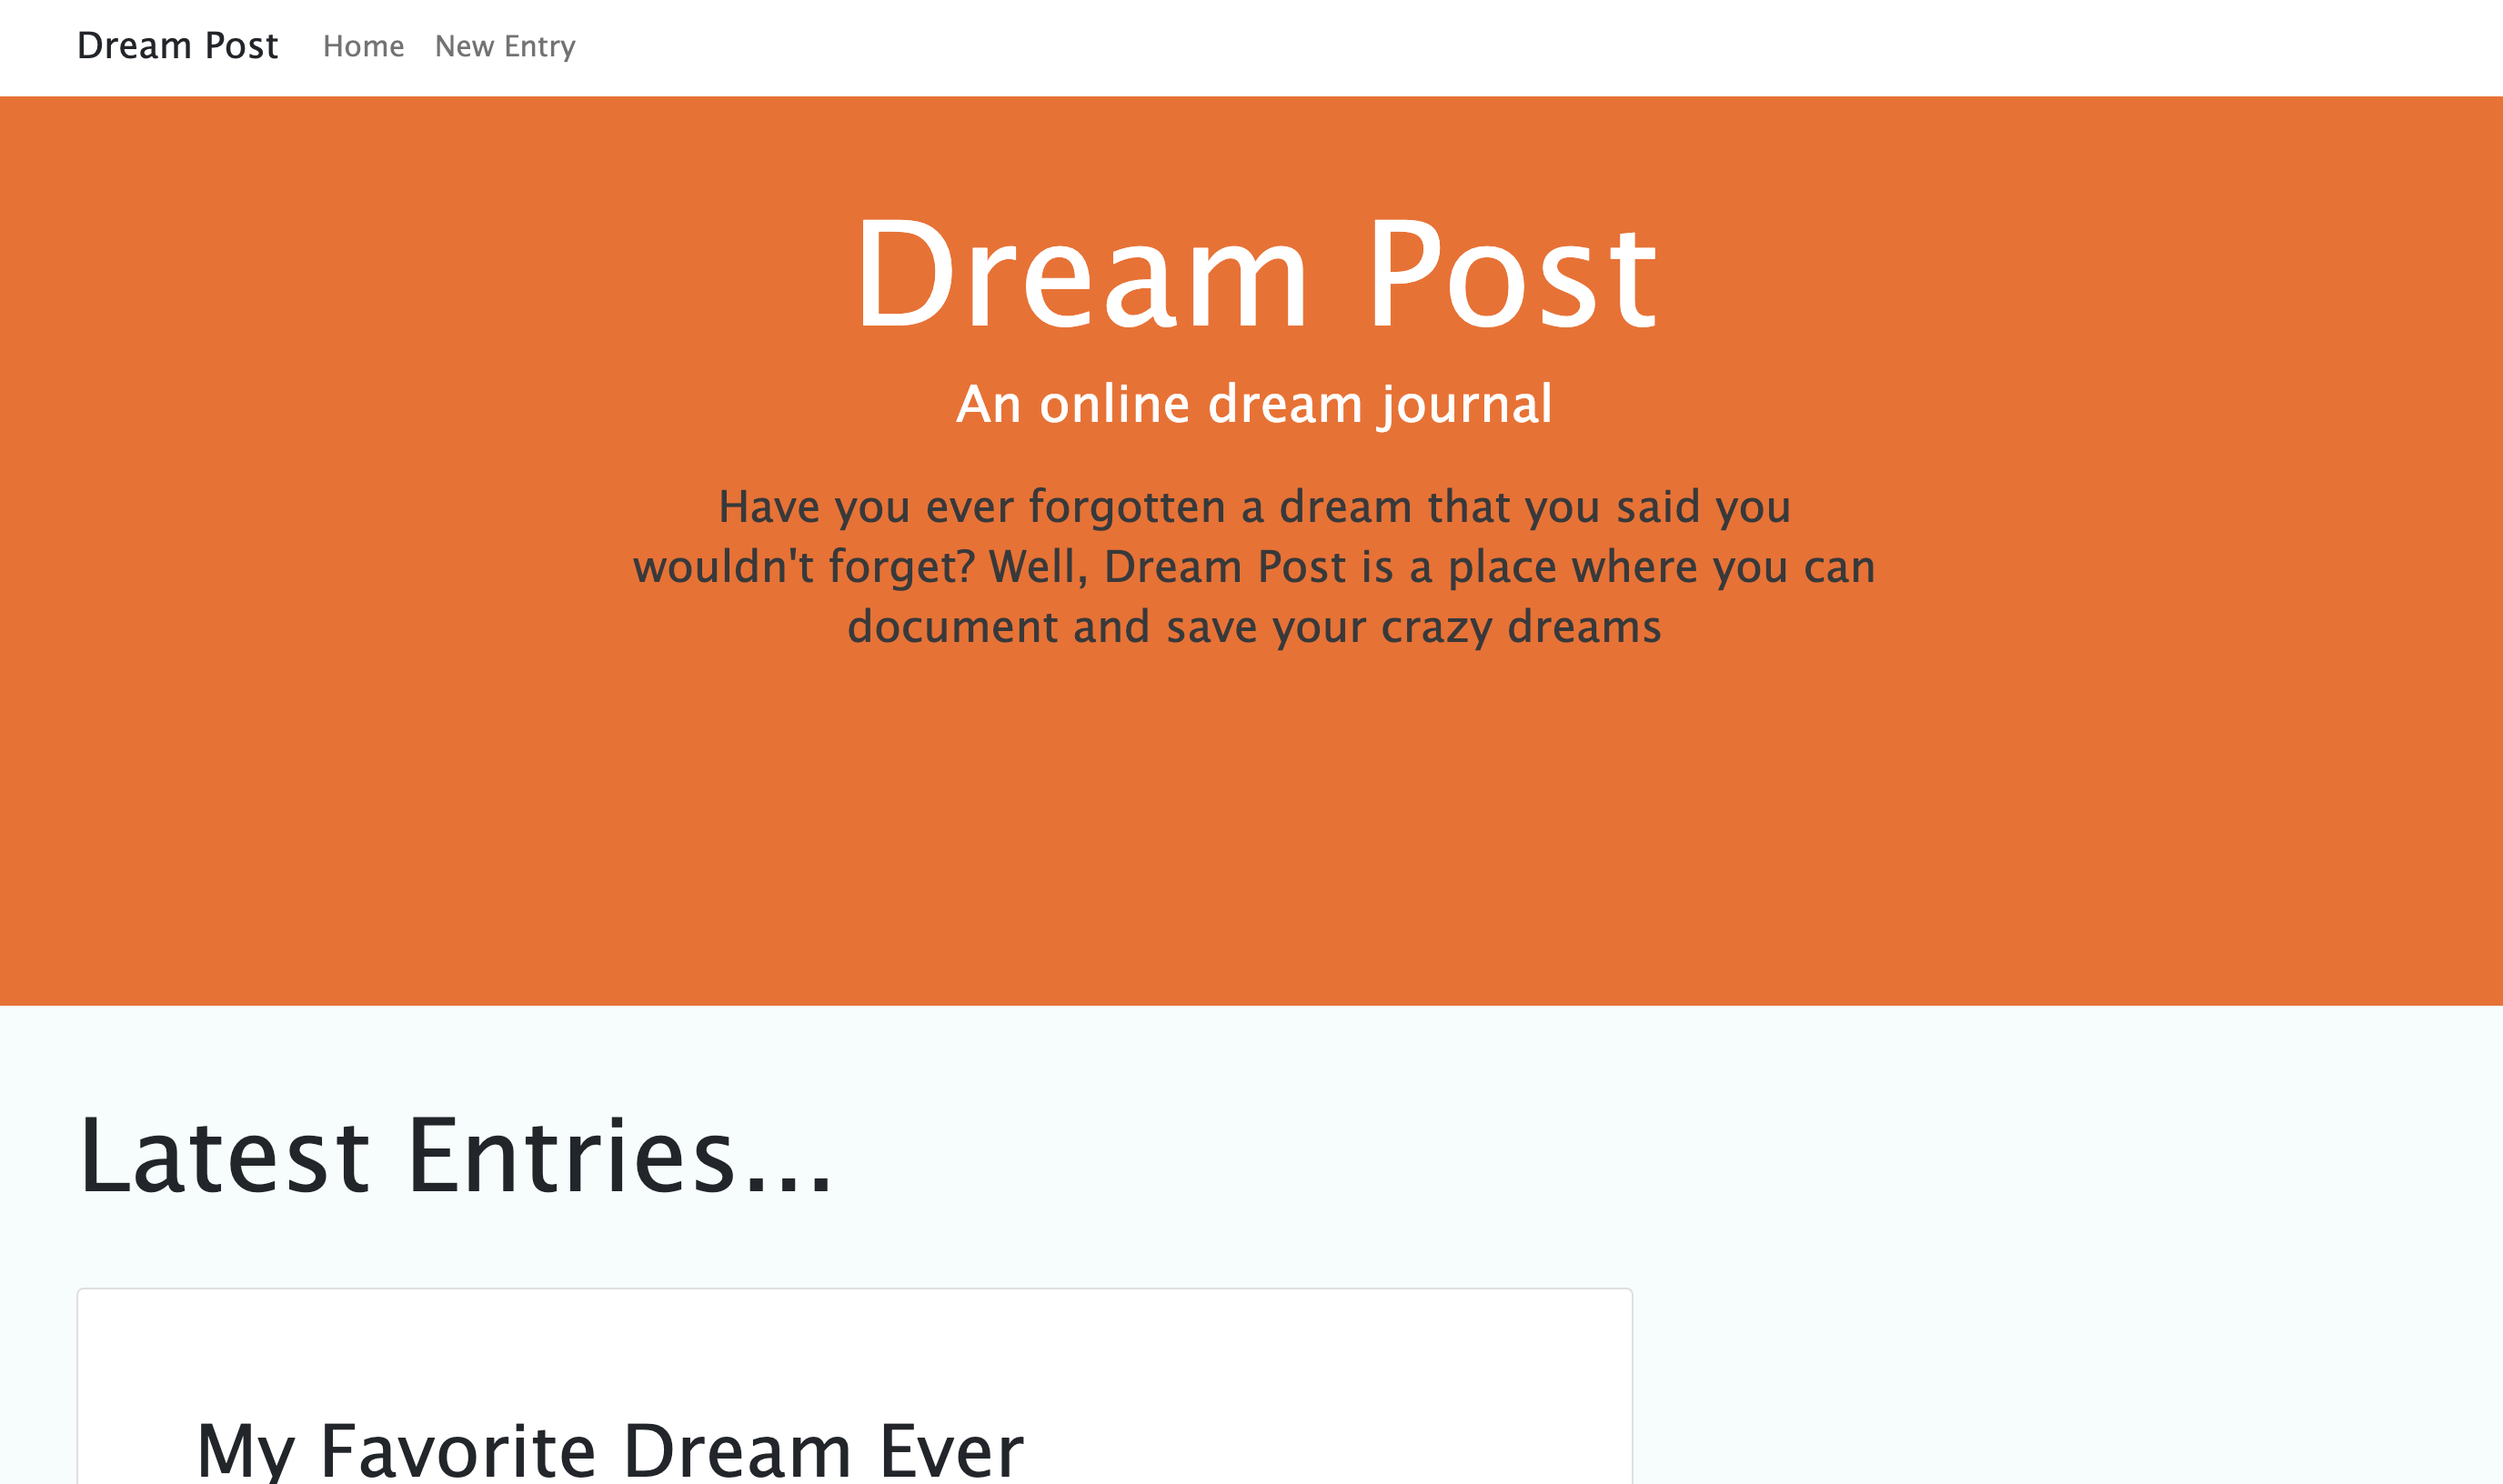 Dream Post Home New Entry
Dream Post
An online dream journal
Have you ever forgotten a dream that you said you
wouldn't forget? Well, Dream Post is a place where you can
document and save your crazy dreams
Latest Entries...
My Favorite Dream Ever